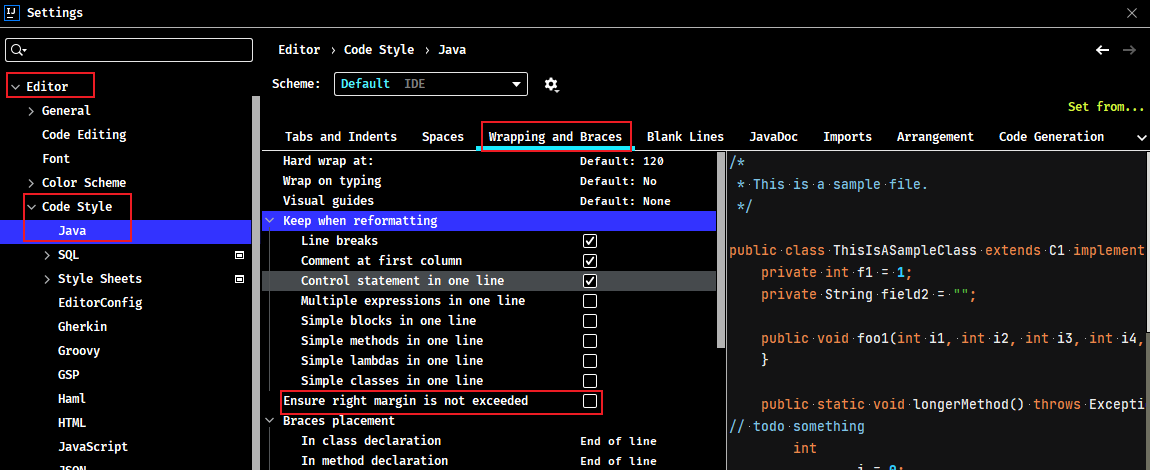 IJ Settings
Editor › Code Style › Java
Editor
Scheme: Default IDE
General
Set from...
Code Editing
Tabs and Indents Spaces Wrapping and Braces Blank Lines JavaDoc Imports Arrangement Code Generation
Font
Color Scheme
Code Style
Java
SQL
Style Sheets
EditorConfig
Gherkin
Groovy
GSP
Haml
HTML
JavaScript
JSON
Hard wrap at: Default: 120
Wrap on typing Default: No
Visual guides Default: None
Keep when reformatting
Line breaks
Comment at first column
Control statement in one line
Multiple expressions in one line
Simple blocks in one line
Simple methods in one line
Simple lambdas in one line
Simple classes in one line
Ensure right margin is not exceeded
Braces placement
In class declaration End of line
In method declaration End of line
/*
 * This is a sample file.
 */
public class ThisIsASampleClass extends C1 implement
private int f1 = 1;
private String field2 = "";
public void foo1(int i1, int i2, int i3, int i4,
}
public static void longerMethod() throws Excepti
// todo something
int
i = 0;